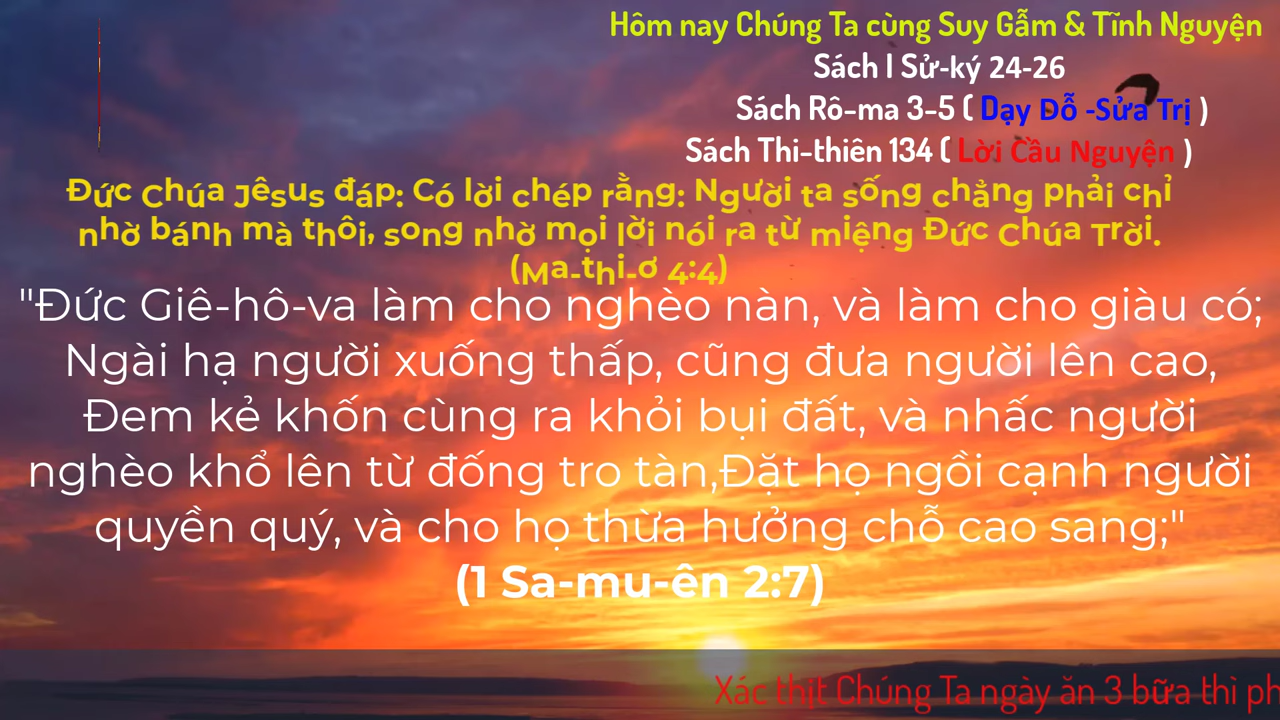 Hôm nay Chúng Ta cùng Suy Gẫm & Tĩnh Nguyện
Sách I Sử-ký 24-26
Sách Rô-ma 3-5 ( Dạy Đỗ -Sửa Trị )
Sách Thi-thiên 134 ( Lời Cầu Nguyện )
Đức Chúa Jêsus đáp: Có lời chép rằng: Người ta sống chẳng phải chỉ
nhờ bánh mà thôi, song nhờ mọi lời nói ra từ miệng Đức Chúa Trời.
(Ma-thi-ơ 4:4)
"Đức Giê-hô-va làm cho nghèo nàn, và làm cho giàu có;
Ngài hạ người xuống thấp, cũng đưa người lên cao,
Đem kẻ khốn cùng ra khỏi bụi đất, và nhấc người
nghèo khổ lên từ đống tro tàn,Đặt họ ngồi cạnh người
quyền quý, và cho họ thừa hưởng chỗ cao sang;"
(1 Sa-mu-ên 2:7)
Xác thịt Chúng Ta ngày ăn 3 bữa thì ph